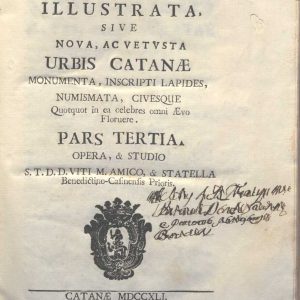 ILLUSTRATA,
SIVE
NOVA, AC VETVSTA
URBIS CATANÆ
MONUMENTA, INSCRIPTI LAPIDES,
NUMISMATA, CIVESQUE
Quotquot in ea celebres omni Ævo
Floruere.
PARS TERTIA.
OPERA, & STUDIO
S. T. D. D. VITI M. AMICO, & STATELLA
Benedictino-Casinensis Prioris.
CATANÆ MDCCXLI.